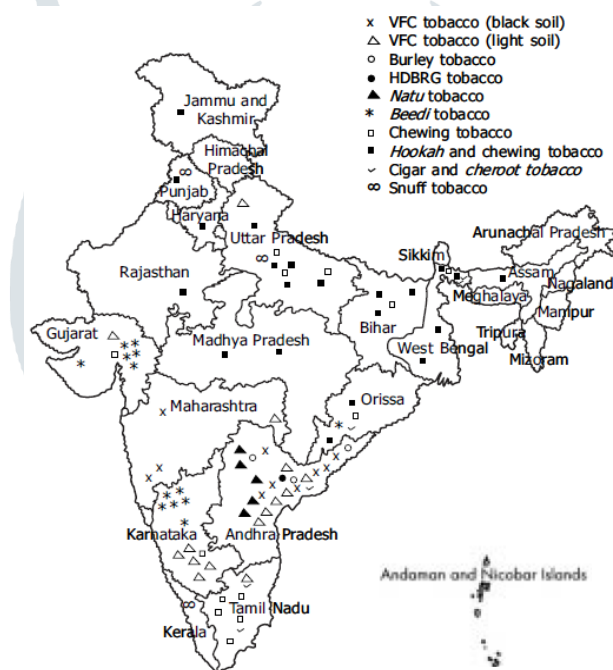 x VFC tobacco (black soil)
△ VFC tobacco (light soil)
○ Burley tobacco
● HDBRG tobacco
▲ Natu tobacco
* Beedi tobacco
□ Chewing tobacco
■ Hookah and chewing tobacco
⌣ Cigar and cheroot tobacco
∞ Snuff tobacco
Jammu and
Kashmir
Himachal
Pradesh
Punjab
Haryana
Uttar Pradesh
Arunachal Pradesh
Sikkim
Rajasthan
Assam
Nagaland
Meghalaya
Manipur
Gujarat
Bihar
Tripura
Madhya Pradesh
West Bengal
Mizoram
Maharashtra
Orissa
Karnataka
Andhra Pradesh
Andaman and Nicobar Islands
Tamil Nadu
Kerala